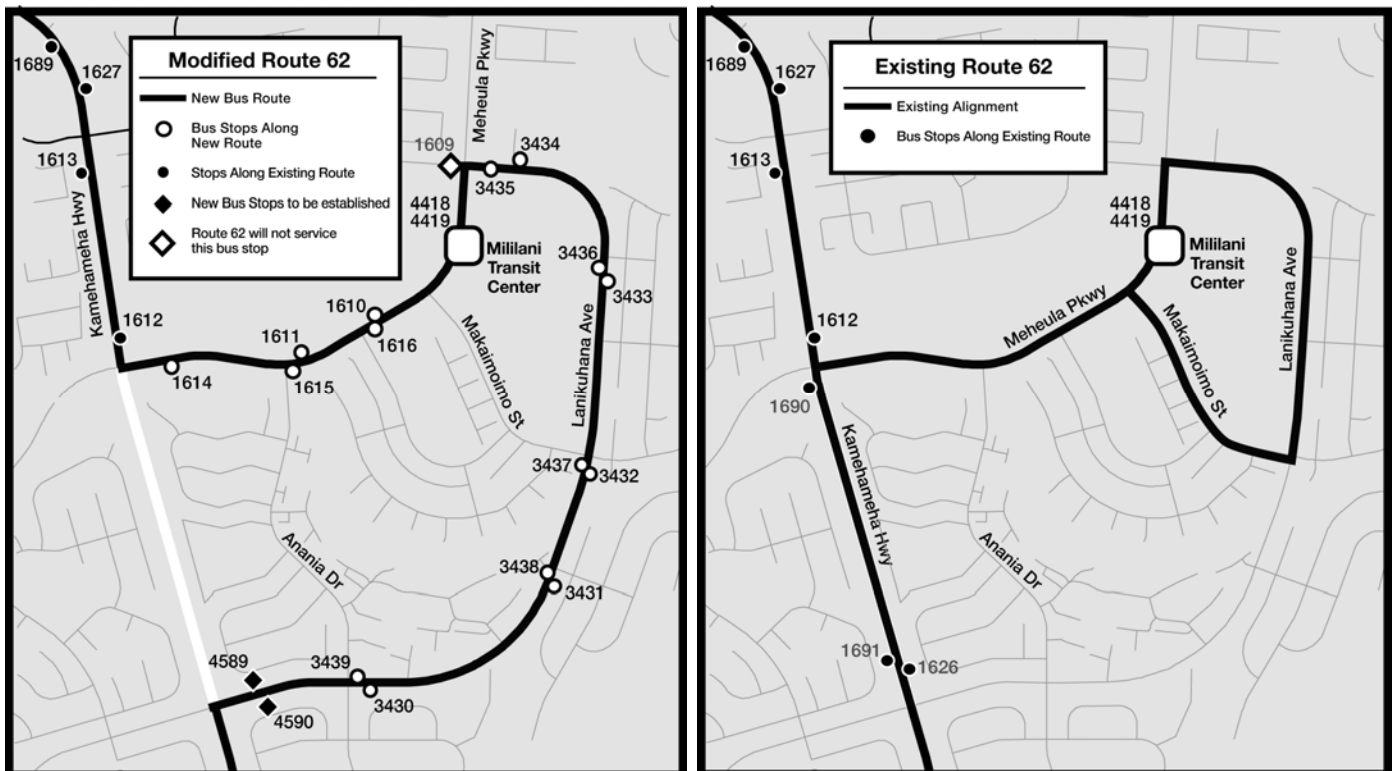 Modified Route 62
New Bus Route
Bus Stops Along
New Route
Stops Along Existing Route
New Bus Stops to be established
Route 62 will not service
this bus stop
1689
1627
1613
Kamehameha Hwy
1612
1614
1611
1615
1610
1616
Meheula Pkwy
1609
3434
3435
4418
4419
Mililani
Transit
Center
3436
3433
Makaimoimo St
Lanikuhana Ave
3437
3432
Anania Dr
3438
3431
4589
3439
3430
4590
Existing Route 62
Existing Alignment
Bus Stops Along Existing Route
1689
1627
1613
1612
4418
4419
Mililani
Transit
Center
Meheula Pkwy
Makaimoimo St
Lanikuhana Ave
1690
Kamehameha Hwy
Anania Dr
1691
1626